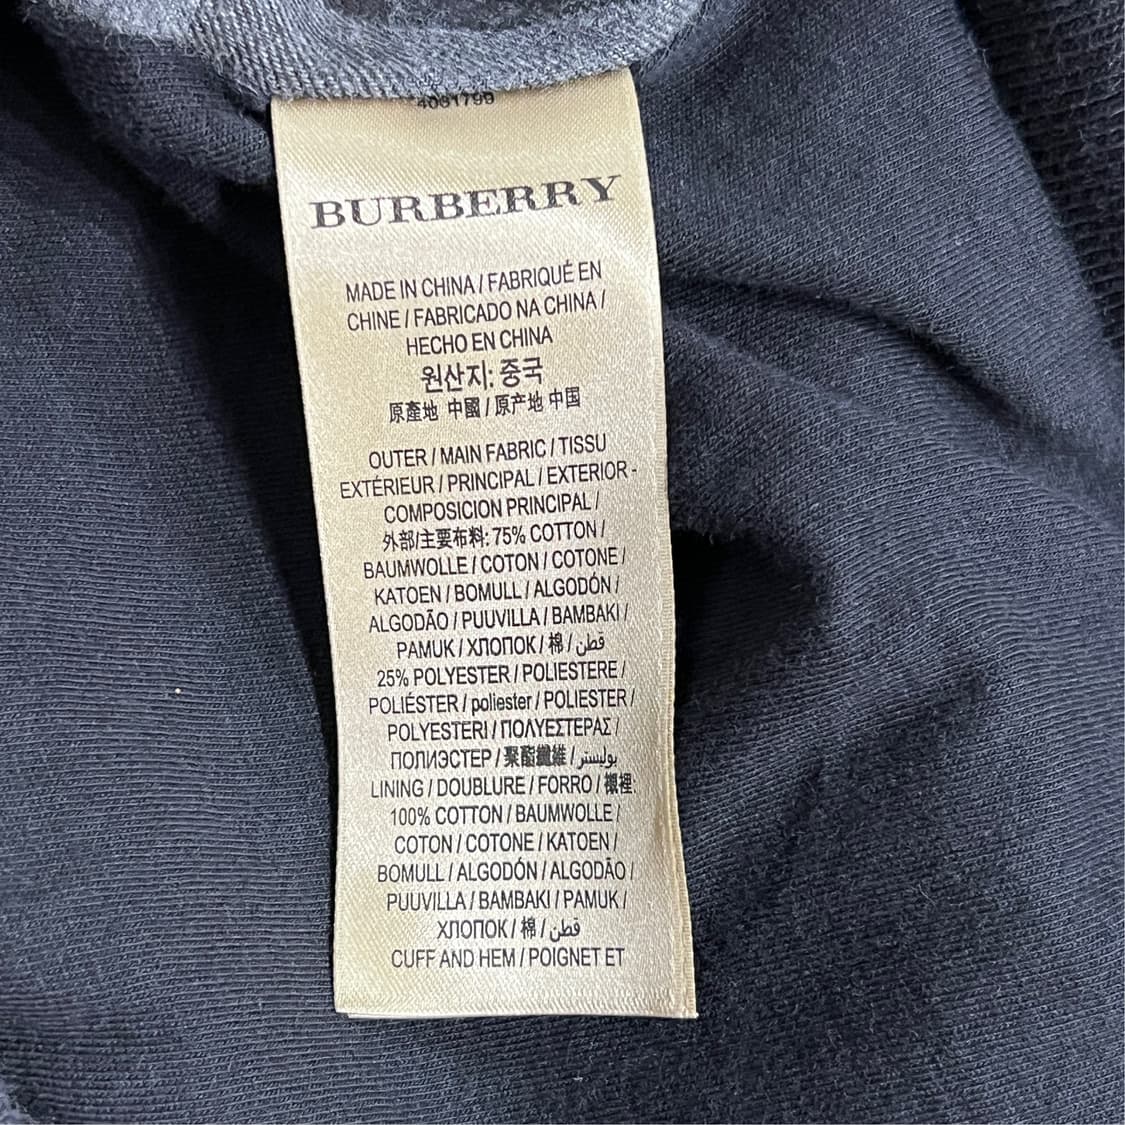 4061799
BURBERRY
MADE IN CHINA / FABRIQUÉ EN
CHINE / FABRICADO NA CHINA /
HECHO EN CHINA
원산지: 중국
原產地 中國 / 原产地 中国
OUTER / MAIN FABRIC / TISSU
EXTÉRIEUR / PRINCIPAL / EXTERIOR -
COMPOSICION PRINCIPAL /
外部/主要布料: 75% COTTON /
BAUMWOLLE / COTON / COTONE /
KATOEN / BOMULL / ALGODÓN /
ALGODÃO / PUUVILLA / BAMBAKI /
PAMUK / ХЛОПОК / 棉 / قطن
25% POLYESTER / POLIESTERE /
POLIÉSTER / poliester / POLIESTER /
POLYESTERI / ΠΟΛΥΕΣΤΕΡΑΣ /
ПОЛИЭСТЕР / 聚酯纖維 / بوليستر
LINING / DOUBLURE / FORRO / 襯裡:
100% COTTON / BAUMWOLLE /
COTON / COTONE / KATOEN /
BOMULL / ALGODÓN / ALGODÃO /
PUUVILLA / BAMBAKI / PAMUK /
ХЛОПОК / 棉 / قطن
CUFF AND HEM / POIGNET ET